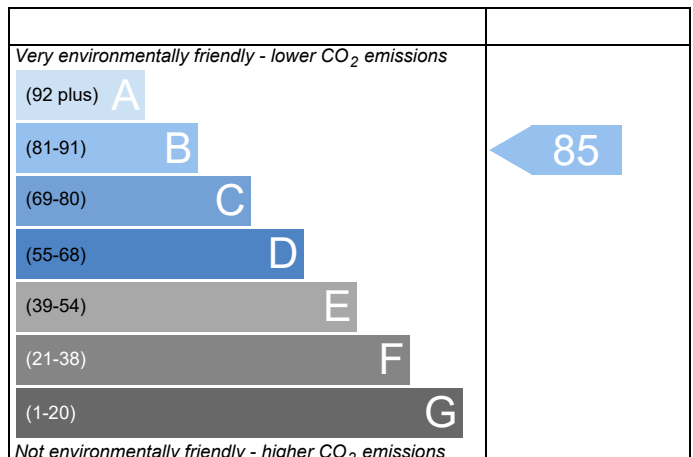 Very environmentally friendly - lower CO₂ emissions
(92 plus) A
(81-91) B
85
(69-80) C
(55-68) D
(39-54) E
(21-38) F
(1-20) G
Not environmentally friendly - higher CO₂ emissions